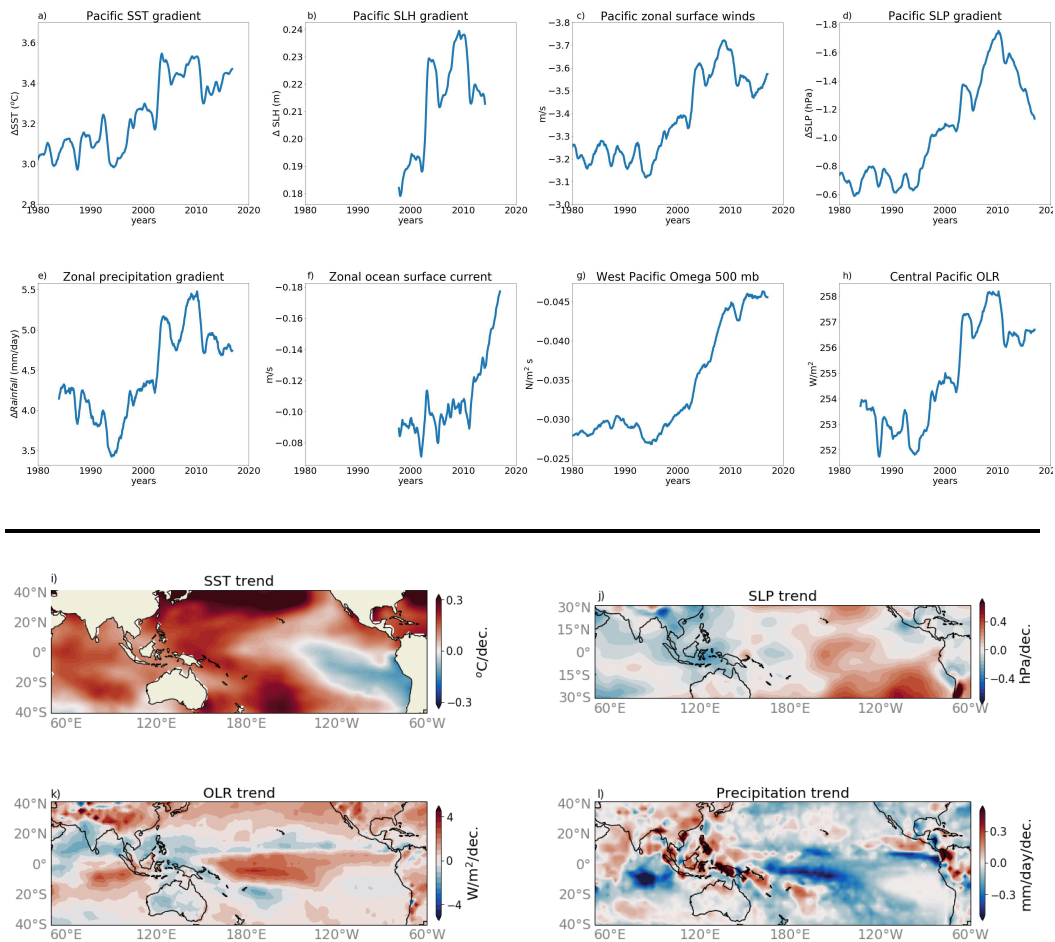 a) Pacific SST gradient
3.6
3.4
3.2
3.0
2.8
ΔSST (°C)
1980 1990 2000 2010 2020
years
b) Pacific SLH gradient
0.24
0.23
0.22
0.21
0.20
0.19
0.18
Δ SLH (m)
1980 1990 2000 2010 2020
years
c) Pacific zonal surface winds
−3.8
−3.7
−3.6
−3.5
−3.4
−3.3
−3.2
−3.1
−3.0
m/s
1980 1990 2000 2010 2020
years
d) Pacific SLP gradient
−1.8
−1.6
−1.4
−1.2
−1.0
−0.8
−0.6
ΔSLP (hPa)
1980 1990 2000 2010 202
years
e) Zonal precipitation gradient
5.5
5.0
4.5
4.0
3.5
ΔRainfall (mm/day)
1980 1990 2000 2010 2020
years
f) Zonal ocean surface current
−0.18
−0.16
−0.14
−0.12
−0.10
−0.08
m/s
1980 1990 2000 2010 2020
years
g) West Pacific Omega 500 mb
−0.045
−0.040
−0.035
−0.030
−0.025
N/m² s
1980 1990 2000 2010 2020
years
h) Central Pacific OLR
258
257
256
255
254
253
252
W/m²
1980 1990 2000 2010 202
years
i) SST trend
40°N
20°N
0°
20°S
40°S
60°E 120°E 180°E 120°W 60°W
0.3
0.0
−0.3
°C/dec.
j) SLP trend
30°N
15°N
0°
15°S
30°S
60°E 120°E 180°E 120°W 60°W
0.4
0.0
−0.4
hPa/dec.
k) OLR trend
40°N
20°N
0°
20°S
40°S
60°E 120°E 180°E 120°W 60°W
4
0
−4
W/m²/dec.
l) Precipitation trend
40°N
20°N
0°
20°S
40°S
60°E 120°E 180°E 120°W 60°W
0.3
0.0
−0.3
mm/day/dec.